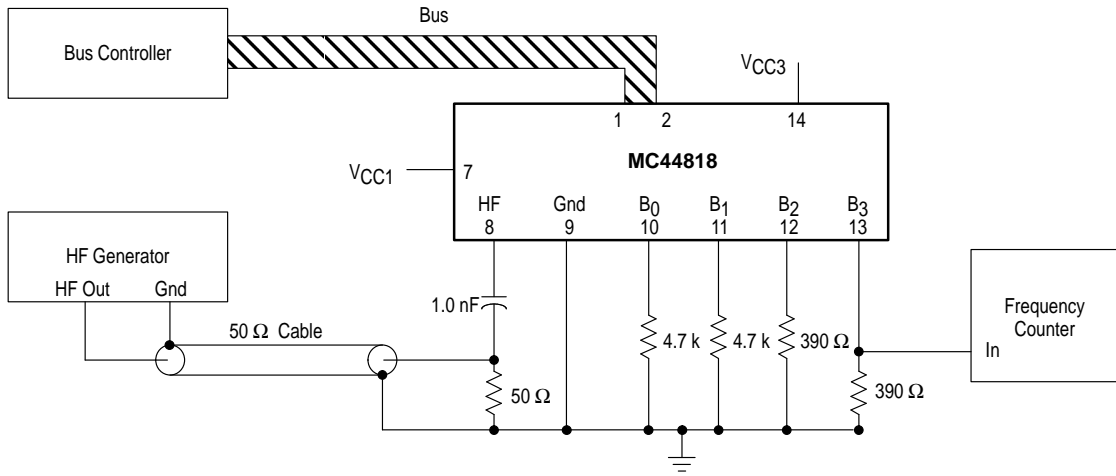 Bus
Bus Controller
VCC3
1 2 14
MC44818
VCC1 7
HF Gnd B0 B1 B2 B3
8 9 10 11 12 13
HF Generator
HF Out Gnd
1.0 nF
50 Ω Cable
4.7 k 4.7 k 390 Ω
Frequency
Counter
In
50 Ω
390 Ω